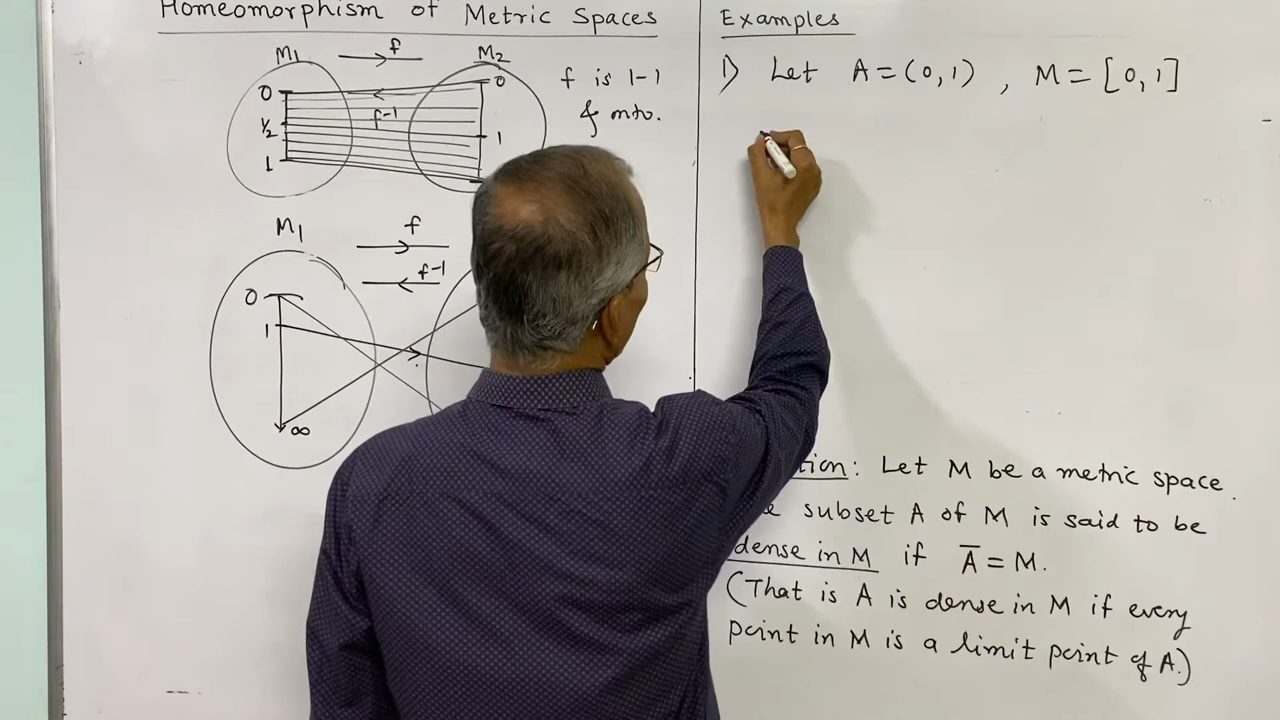 Homeomorphism of Metric Spaces
M1 f M2
0 0
f is 1-1
& onto.
f-1
1/2 1
1
M1 f
f-1
0
1
∞
Examples
1) Let A = (0,1) , M = [0,1]
tion: Let M be a metric space.
subset A of M is said to be
dense in M if A̅ = M.
(That is A is dense in M if every
point in M is a limit point of A.)